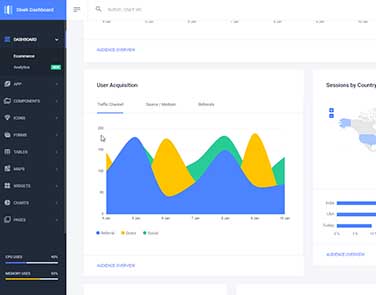 Sleek Dashboard
Search, Chart etc.
DASHBOARD
Ecommerce
Analytics
NEW
APP
COMPONENTS
ICONS
FORMS
TABLES
MAPS
WIDGETS
CHARTS
PAGES
CPU USES 40%
MEMORY USES 65%
AUDIENCE OVERVIEW
User Acquisition
Traffic Channel Source / Medium Referrals
200
150
100
50
0
4 Jan 5 Jan 6 Jan 7 Jan 8 Jan 9 Jan 10 Jan
Referral Direct Social
AUDIENCE OVERVIEW
Sessions by Country
India
USA
Turkey
AUDIENCE OVERVIEW